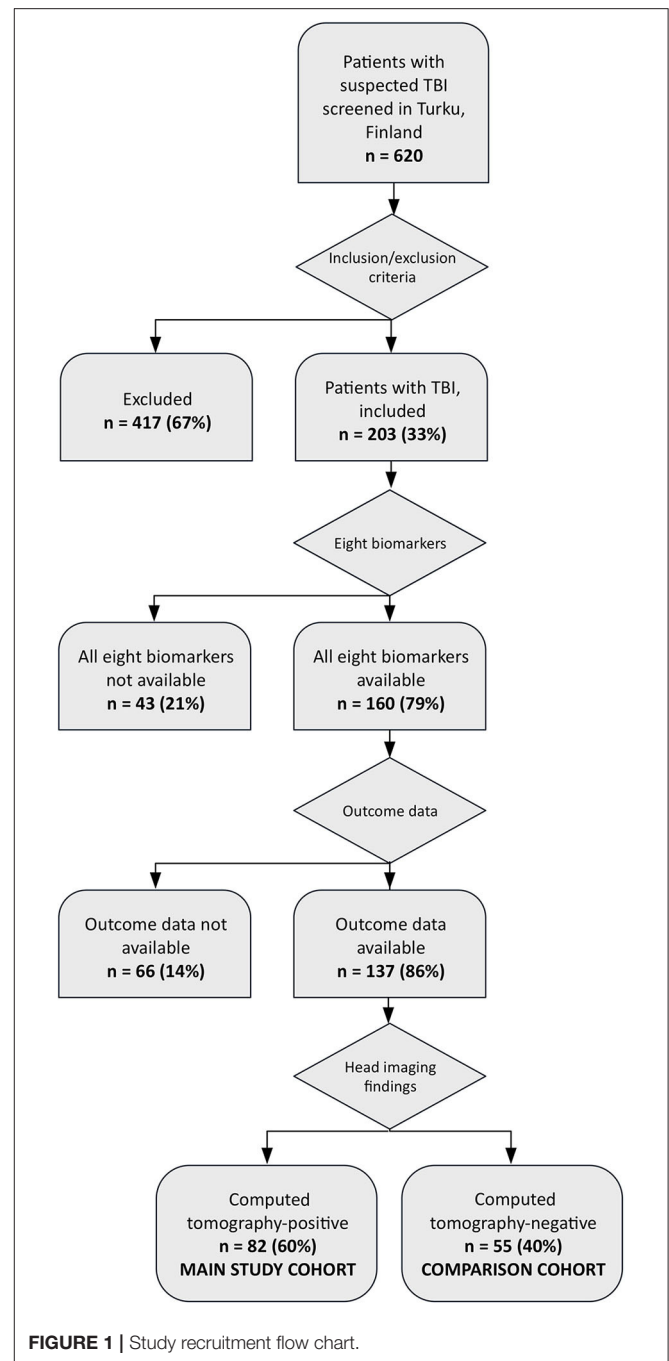 Patients with
suspected TBI
screened in Turku,
Finland
n = 620
Inclusion/exclusion
criteria
Excluded
n = 417 (67%)
Patients with TBI,
included
n = 203 (33%)
Eight biomarkers
All eight biomarkers
not available
n = 43 (21%)
All eight biomarkers
available
n = 160 (79%)
Outcome data
Outcome data not
available
n = 66 (14%)
Outcome data
available
n = 137 (86%)
Head imaging
findings
Computed
tomography-positive
n = 82 (60%)
MAIN STUDY COHORT
Computed
tomography-negative
n = 55 (40%)
COMPARISON COHORT
FIGURE 1 | Study recruitment flow chart.